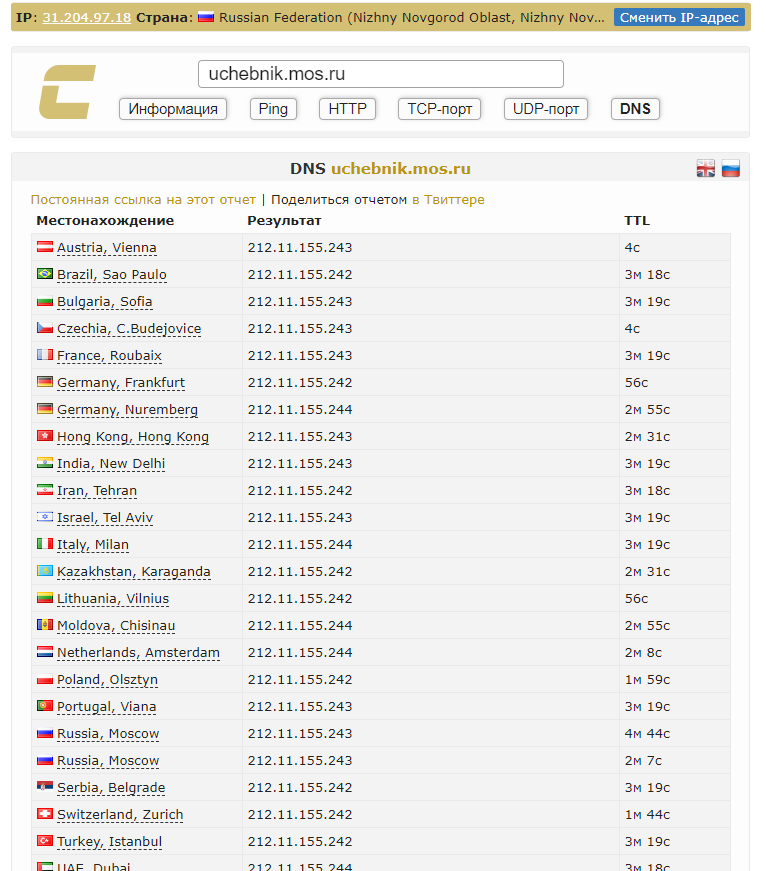 IP: 31.204.97.18 Страна: Russian Federation (Nizhny Novgorod Oblast, Nizhny Nov... Сменить IP-адрес
uchebnik.mos.ru
Информация Ping HTTP TCP-порт UDP-порт DNS
DNS uchebnik.mos.ru
Постоянная ссылка на этот отчет | Поделиться отчетом в Твиттере
Местонахождение Результат TTL
Austria, Vienna 212.11.155.243 4с
Brazil, Sao Paulo 212.11.155.242 3м 18с
Bulgaria, Sofia 212.11.155.243 3м 19с
Czechia, C.Budejovice 212.11.155.243 4с
France, Roubaix 212.11.155.243 3м 19с
Germany, Frankfurt 212.11.155.242 56с
Germany, Nuremberg 212.11.155.244 2м 55с
Hong Kong, Hong Kong 212.11.155.243 2м 31с
India, New Delhi 212.11.155.243 3м 19с
Iran, Tehran 212.11.155.242 3м 18с
Israel, Tel Aviv 212.11.155.243 3м 19с
Italy, Milan 212.11.155.244 3м 19с
Kazakhstan, Karaganda 212.11.155.242 2м 31с
Lithuania, Vilnius 212.11.155.242 56с
Moldova, Chisinau 212.11.155.244 2м 55с
Netherlands, Amsterdam 212.11.155.244 2м 8с
Poland, Olsztyn 212.11.155.242 1м 59с
Portugal, Viana 212.11.155.243 3м 19с
Russia, Moscow 212.11.155.243 4м 44с
Russia, Moscow 212.11.155.243 2м 7с
Serbia, Belgrade 212.11.155.242 3м 19с
Switzerland, Zurich 212.11.155.242 1м 44с
Turkey, Istanbul 212.11.155.242 3м 19с
UAE, Dubai 212.11.155.244 3м 18с